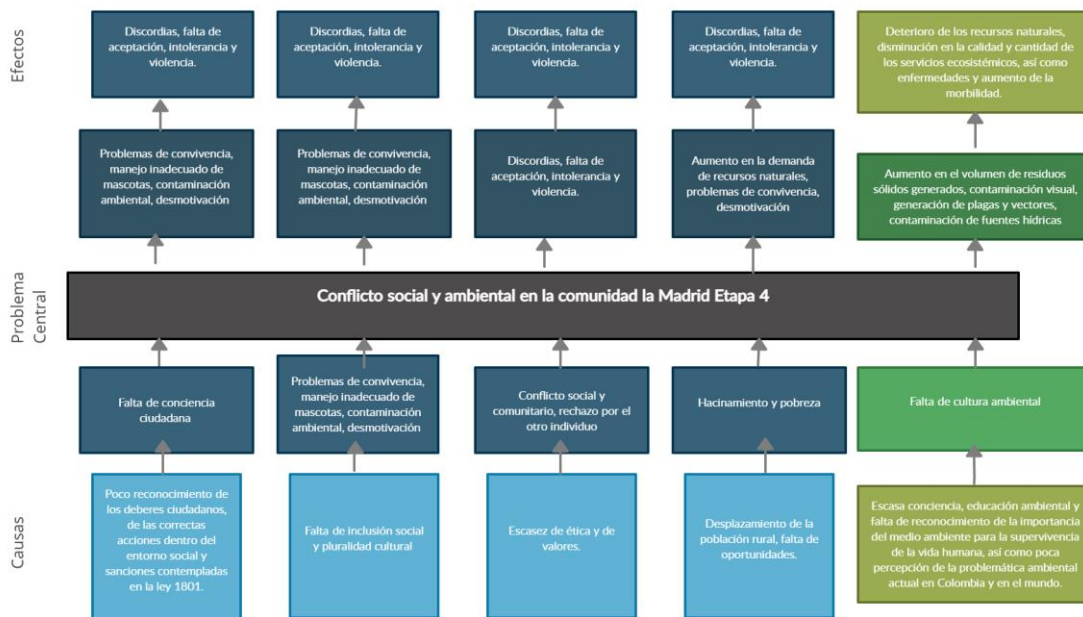 Efectos
Discordias, falta de
aceptación, intolerancia y
violencia.
Discordias, falta de
aceptación, intolerancia y
violencia.
Discordias, falta de
aceptación, intolerancia y
violencia.
Discordias, falta de
aceptación, intolerancia y
violencia.
Deterioro de los recursos naturales,
disminución en la calidad y cantidad de
los servicios ecosistémicos, así como
enfermedades y aumento de la
morbilidad.
Problemas de convivencia,
manejo inadecuado de
mascotas, contaminación
ambiental, desmotivación
Problemas de convivencia,
manejo inadecuado de
mascotas, contaminación
ambiental, desmotivación
Discordias, falta de
aceptación, intolerancia y
violencia.
Aumento en la demanda
de recursos naturales,
problemas de convivencia,
desmotivación
Aumento en el volumen de residuos
sólidos generados, contaminación visual,
generación de plagas y vectores,
contaminación de fuentes hídricas
Problema
Central
Conflicto social y ambiental en la comunidad la Madrid Etapa 4
Falta de conciencia
ciudadana
Problemas de convivencia,
manejo inadecuado de
mascotas, contaminación
ambiental, desmotivación
Conflicto social y
comunitario, rechazo por el
otro individuo
Hacinamiento y pobreza
Falta de cultura ambiental
Causas
Poco reconocimiento de
los deberes ciudadanos,
de las correctas
acciones dentro del
entorno social y
sanciones contempladas
en la ley 1801.
Falta de inclusión social
y pluralidad cultural
Escasez de ética y de
valores.
Desplazamiento de la
población rural, falta de
oportunidades.
Escasa conciencia, educación ambiental y
falta de reconocimiento de la importancia
del medio ambiente para la supervivencia
de la vida humana, así como poca
percepción de la problemática ambiental
actual en Colombia y en el mundo.